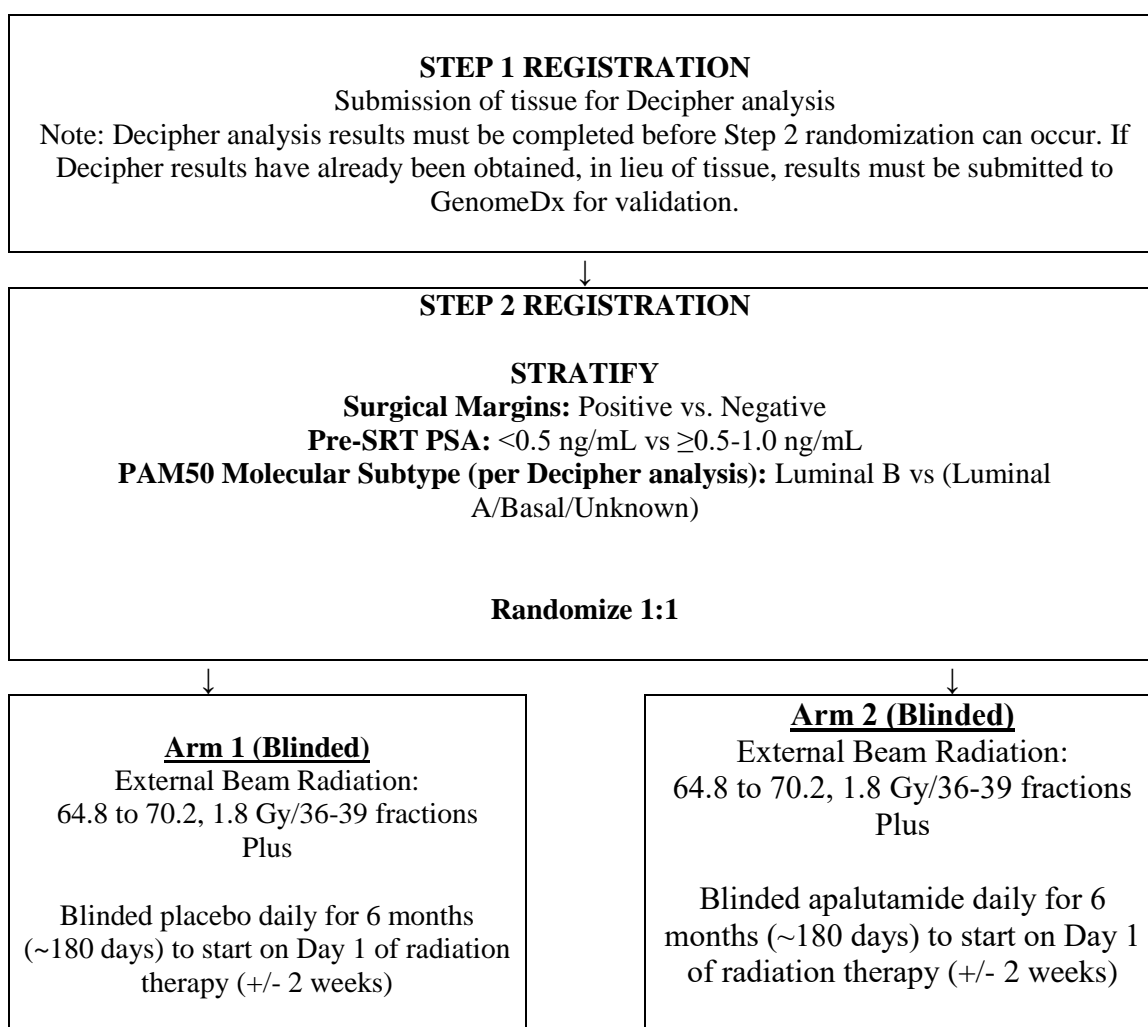 STEP 1 REGISTRATION
Submission of tissue for Decipher analysis
Note: Decipher analysis results must be completed before Step 2 randomization can occur. If
Decipher results have already been obtained, in lieu of tissue, results must be submitted to
GenomeDx for validation.
↓
STEP 2 REGISTRATION
STRATIFY
Surgical Margins: Positive vs. Negative
Pre-SRT PSA: <0.5 ng/mL vs ≥0.5-1.0 ng/mL
PAM50 Molecular Subtype (per Decipher analysis): Luminal B vs (Luminal
A/Basal/Unknown)
Randomize 1:1
↓
Arm 1 (Blinded)
External Beam Radiation:
64.8 to 70.2, 1.8 Gy/36-39 fractions
Plus
Blinded placebo daily for 6 months
(~180 days) to start on Day 1 of radiation
therapy (+/- 2 weeks)
↓
Arm 2 (Blinded)
External Beam Radiation:
64.8 to 70.2, 1.8 Gy/36-39 fractions
Plus
Blinded apalutamide daily for 6
months (~180 days) to start on Day 1
of radiation therapy (+/- 2 weeks)